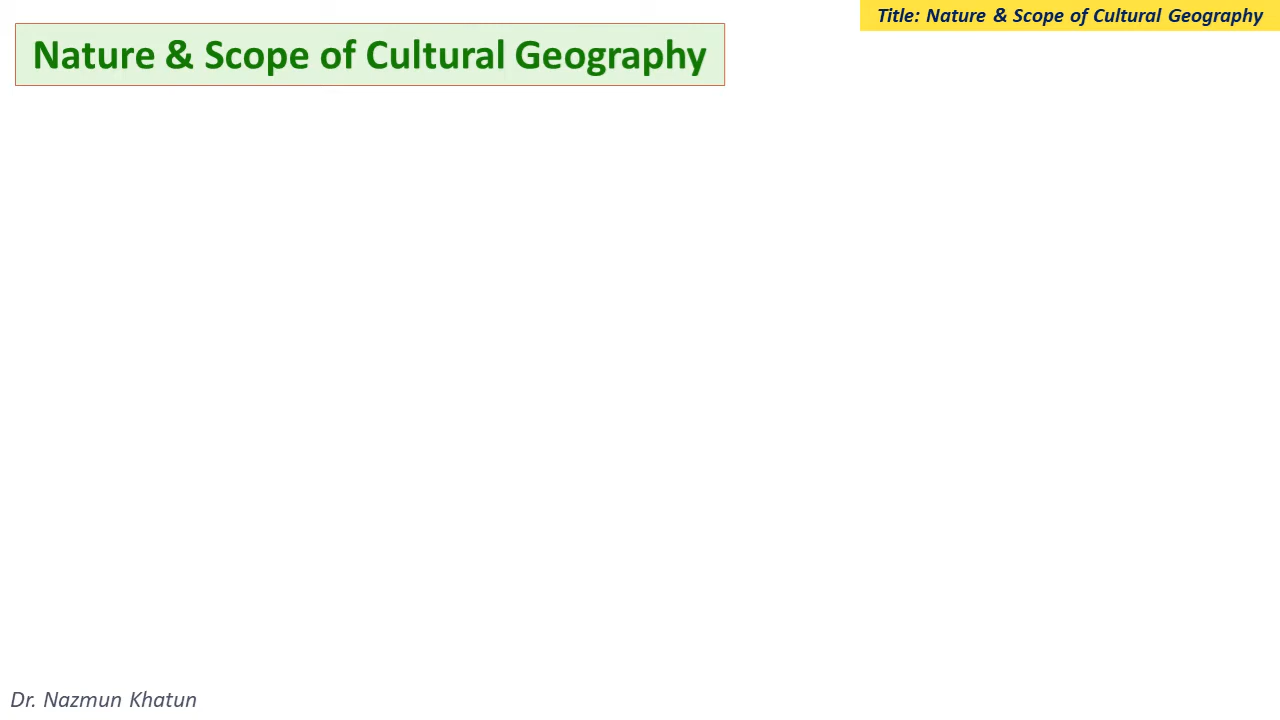 Title: Nature & Scope of Cultural Geography
Nature & Scope of Cultural Geography
Dr. Nazmun Khatun